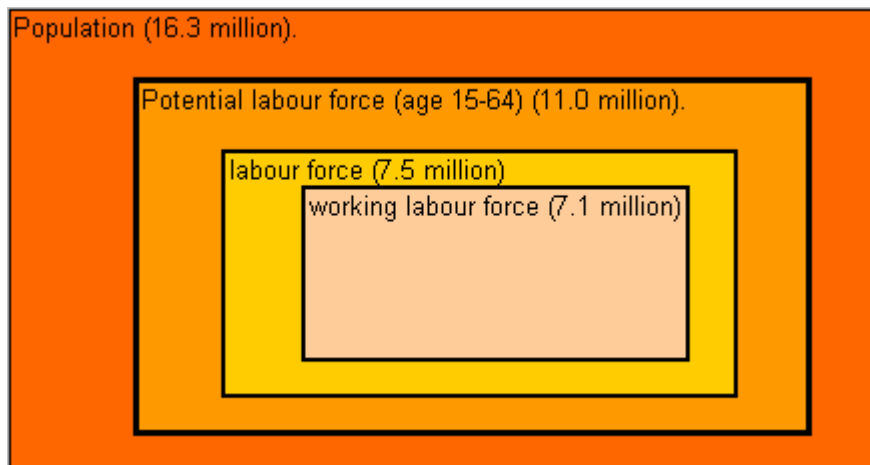 Population (16.3 million).
Potential labour force (age 15-64) (11.0 million).
labour force (7.5 million)
working labour force (7.1 million)